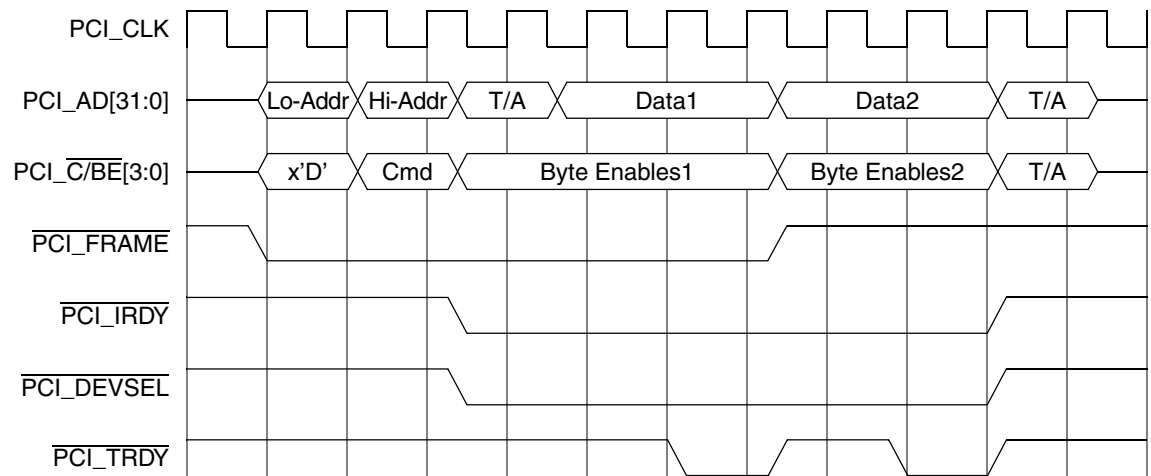 PCI_CLK
PCI_AD[31:0] Lo-Addr Hi-Addr T/A Data1 Data2 T/A
PCI_C/BE[3:0] x'D' Cmd Byte Enables1 Byte Enables2 T/A
PCI_FRAME
PCI_IRDY
PCI_DEVSEL
PCI_TRDY